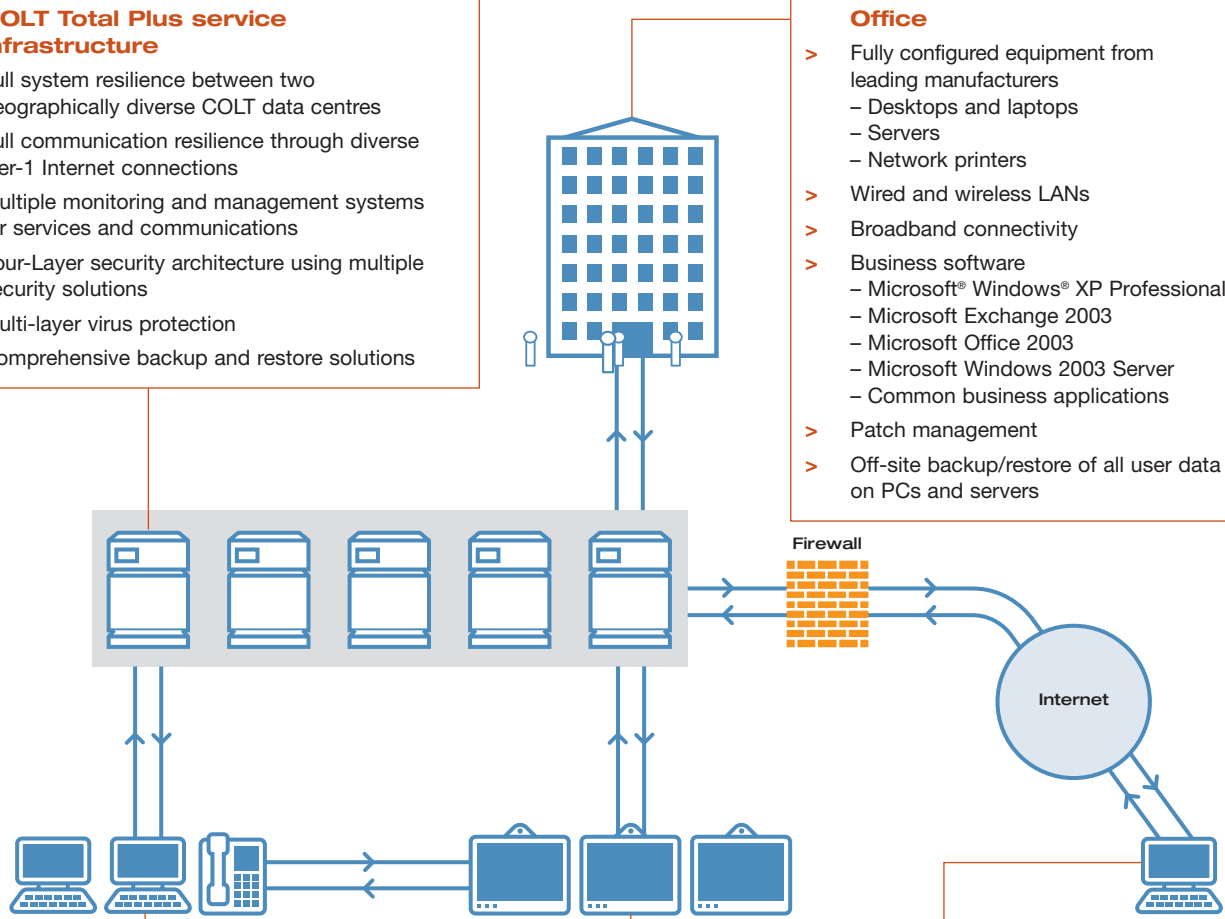 OLT Total Plus service
nfrastructure
ull system resilience between two
eographically diverse COLT data centres
ull communication resilience through diverse
er-1 Internet connections
ultiple monitoring and management systems
r services and communications
our-Layer security architecture using multiple
ecurity solutions
ulti-layer virus protection
omprehensive backup and restore solutions
Office
> Fully configured equipment from
leading manufacturers
– Desktops and laptops
– Servers
– Network printers
> Wired and wireless LANs
> Broadband connectivity
> Business software
– Microsoft® Windows® XP Professional
– Microsoft Exchange 2003
– Microsoft Office 2003
– Microsoft Windows 2003 Server
– Common business applications
> Patch management
> Off-site backup/restore of all user data
on PCs and servers
Firewall
Internet